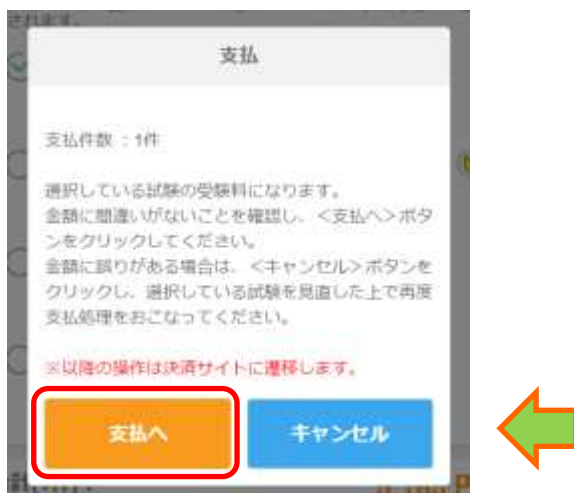 されます。
支払
支払件数 ：1件
選択している試験の受験料になります。
金額に間違いがないことを確認し、＜支払へ＞ボタ
ンをクリックしてください。
金額に誤りがある場合は、＜キャンセル＞ボタンを
クリックし、選択している試験を見直した上で再度
支払処理をおこなってください。
※以降の操作は決済サイトに遷移します。
支払へ
キャンセル